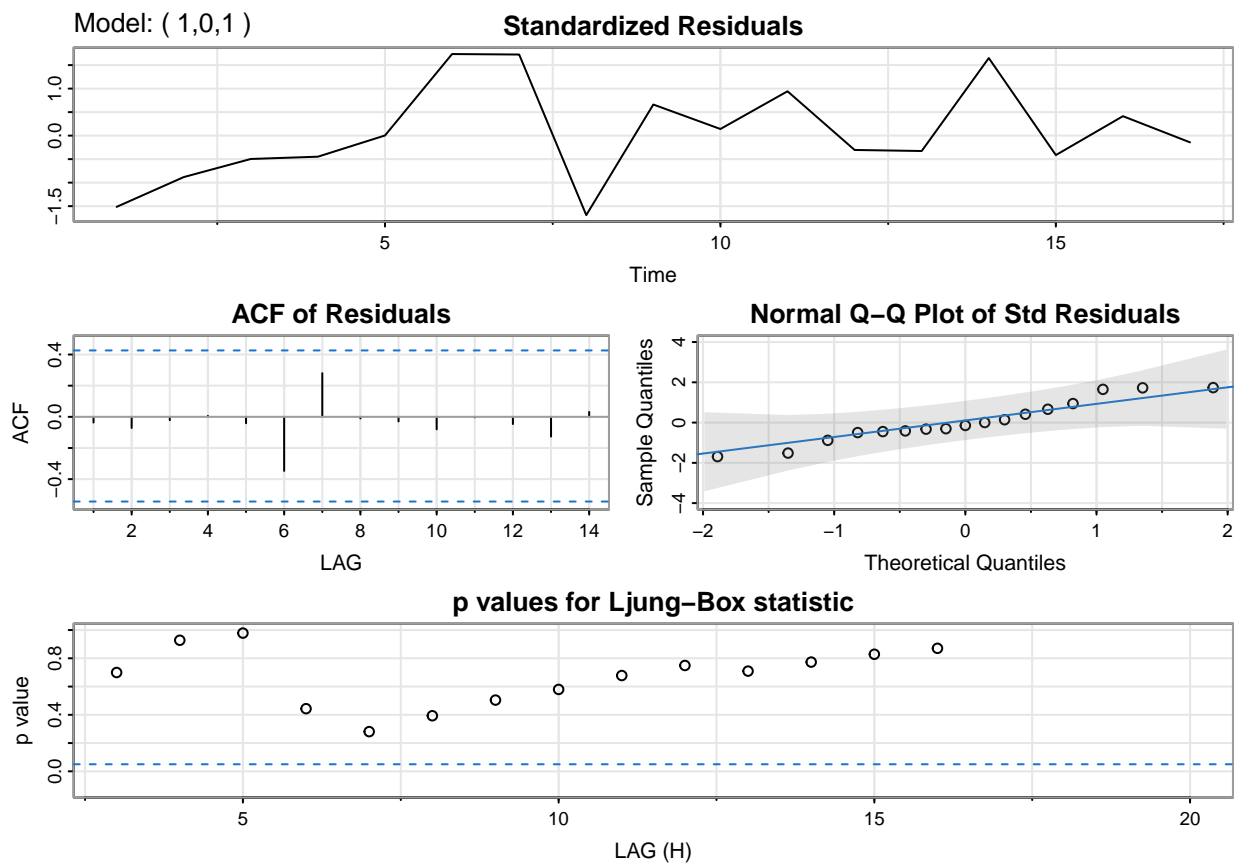 Model: ( 1,0,1 )
Standardized Residuals
1.0
0.0
−1.5
5
10
15
Time
ACF of Residuals
0.4
0.0
−0.4
ACF
2
4
6
8
10
12
14
LAG
Normal Q−Q Plot of Std Residuals
4
2
0
−2
−4
Sample Quantiles
−2
−1
0
1
2
Theoretical Quantiles
p values for Ljung−Box statistic
0.8
0.4
0.0
p value
5
10
15
20
LAG (H)